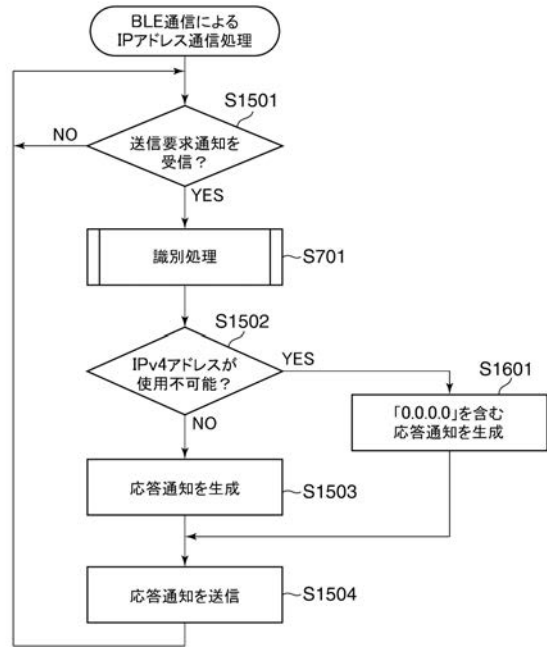 BLE通信による
IPアドレス通信処理
S1501
送信要求通知を
受信?
NO
YES
識別処理
S701
S1502
IPv4アドレスが
使用不可能?
YES
NO
S1601
「0.0.0.0」を含む
応答通知を生成
応答通知を生成
S1503
応答通知を送信
S1504